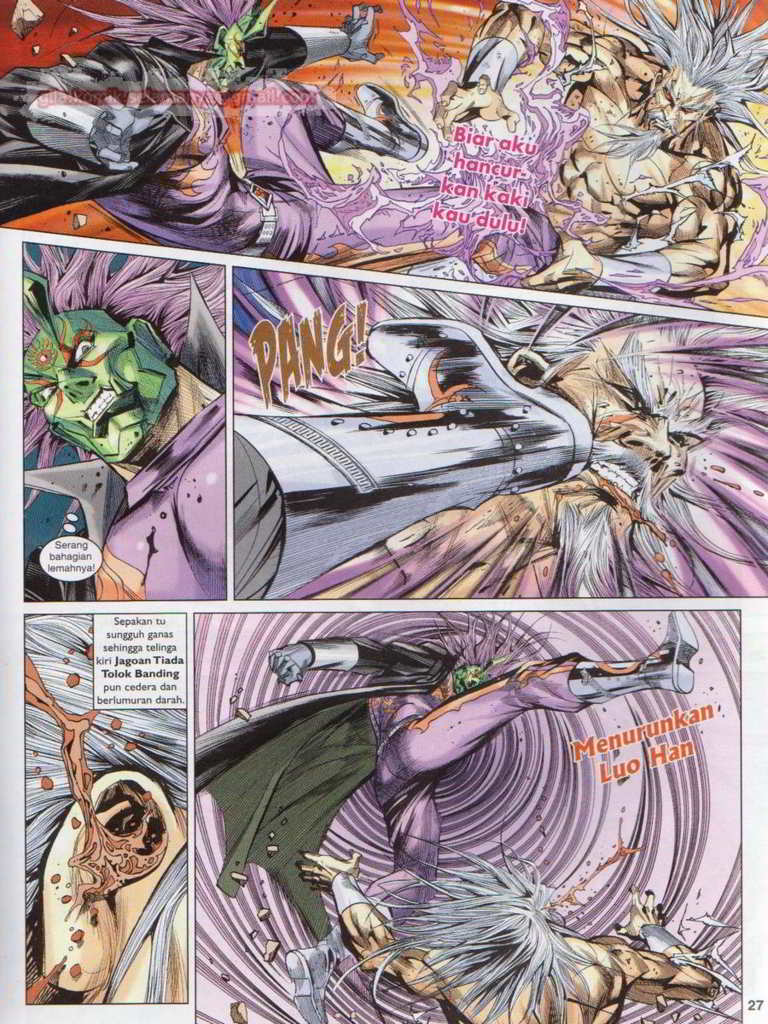 Biar aku
hancur-
kan kaki
kau dulu!
PANG!
Serang
bahagian
lemahnya!
Sepakan tu
sungguh ganas
sehingga telinga
kiri Jagoan Tiada
Tolok Banding
pun cedera dan
berlumuran darah.
Menurunkan
Luo Han
27